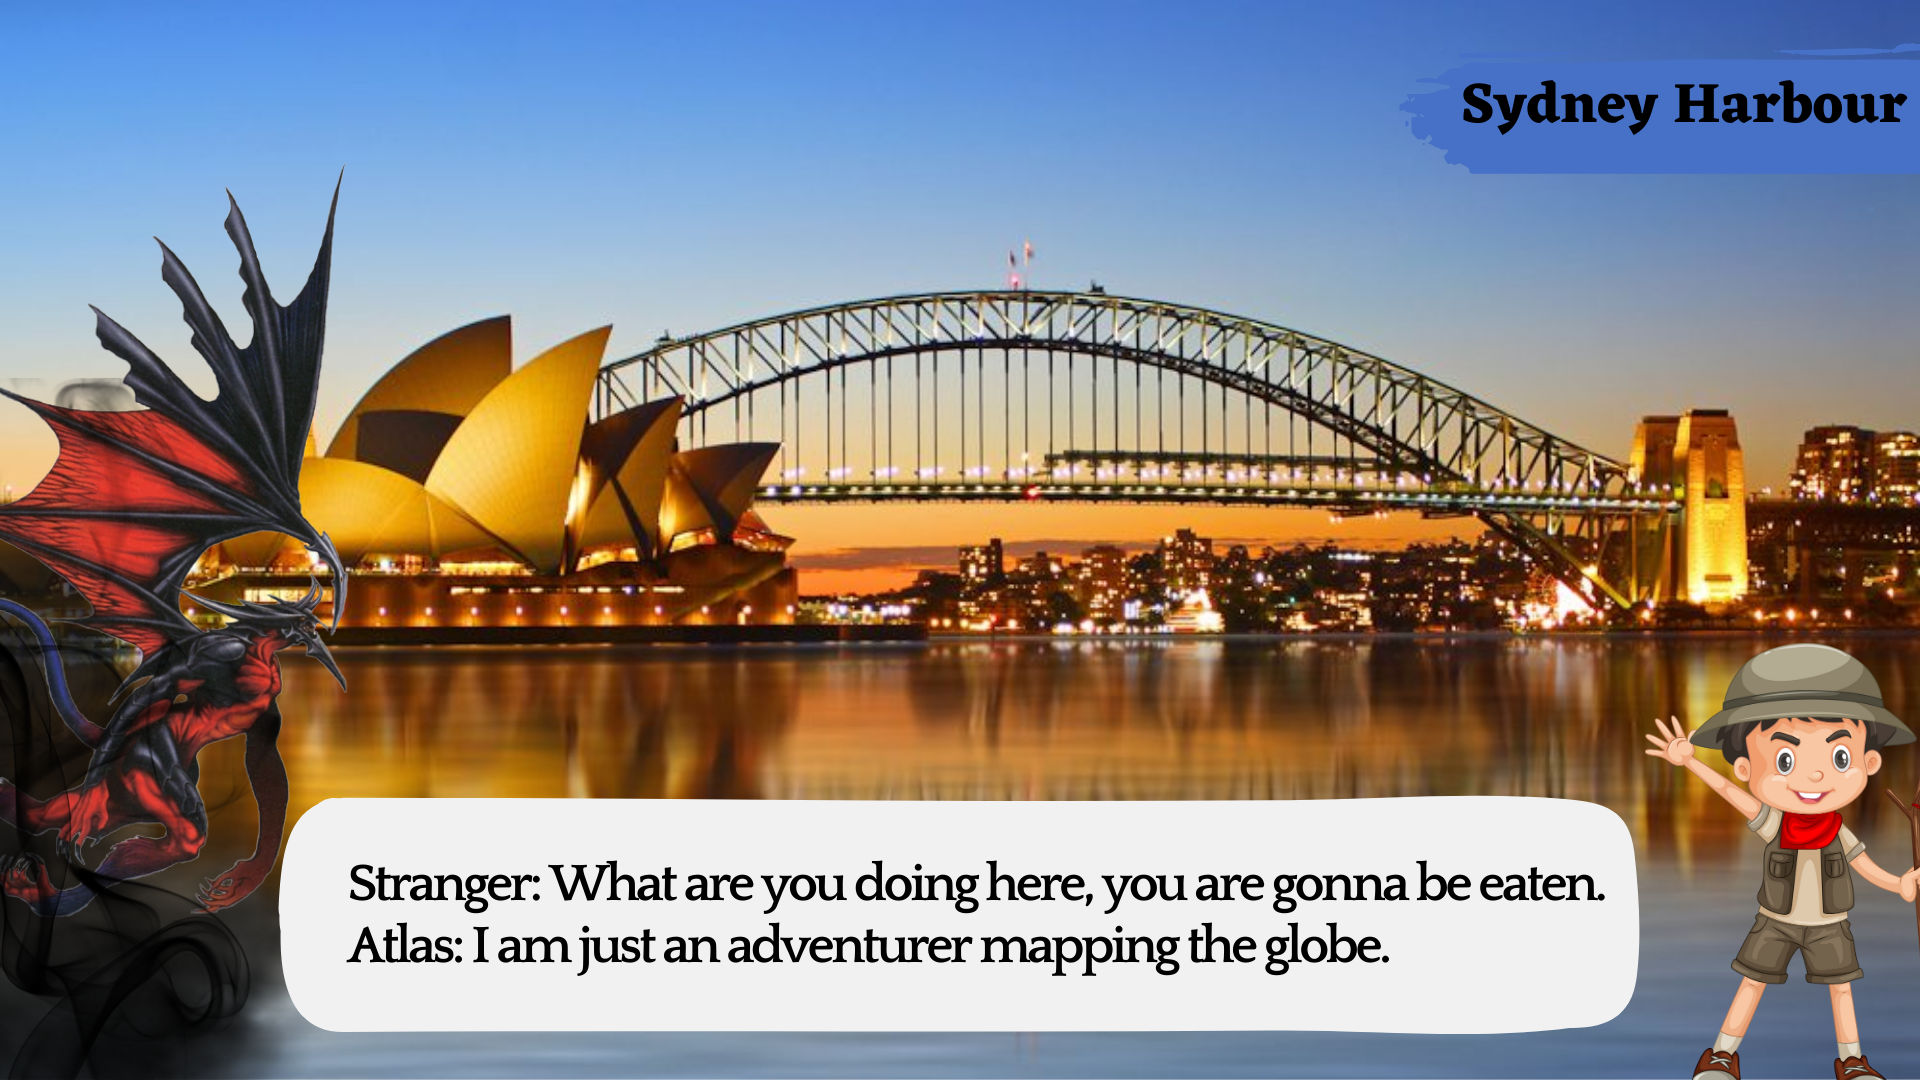 Sydney Harbour
Stranger: What are you doing here, you are gonna be eaten.
Atlas: I am just an adventurer mapping the globe.